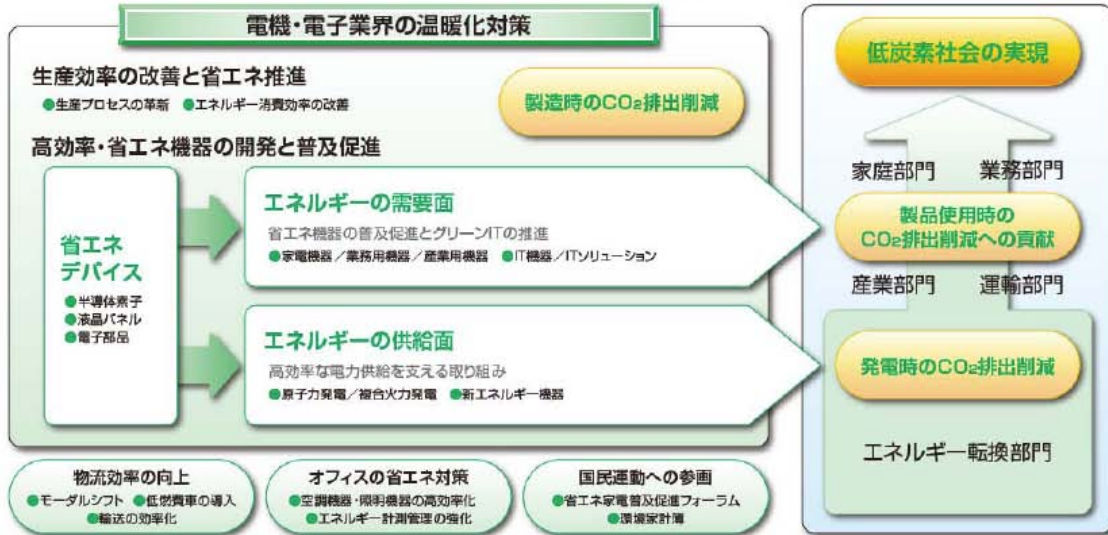 電機・電子業界の温暖化対策
生産効率の改善と省エネ推進
●生産プロセスの革新 ●エネルギー消費効率の改善
製造時のCO₂排出削減
高効率・省エネ機器の開発と普及促進
省エネ
デバイス
●半導体素子
●液晶パネル
●電子部品
エネルギーの需要面
省エネ機器の普及促進とグリーンITの推進
●家電機器／業務用機器／産業用機器 ●IT機器／ITソリューション
エネルギーの供給面
高効率な電力供給を支える取り組み
●原子力発電／複合火力発電 ●新エネルギー機器
低炭素社会の実現
家庭部門 業務部門
製品使用時の
CO₂排出削減への貢献
産業部門 運輸部門
発電時のCO₂排出削減
エネルギー転換部門
物流効率の向上
●モーダルシフト ●低燃費車の導入
●輸送の効率化
オフィスの省エネ対策
●空調機器・照明機器の高効率化
●エネルギー計測管理の強化
国民運動への参画
●省エネ家電普及促進フォーラム
●環境家計簿